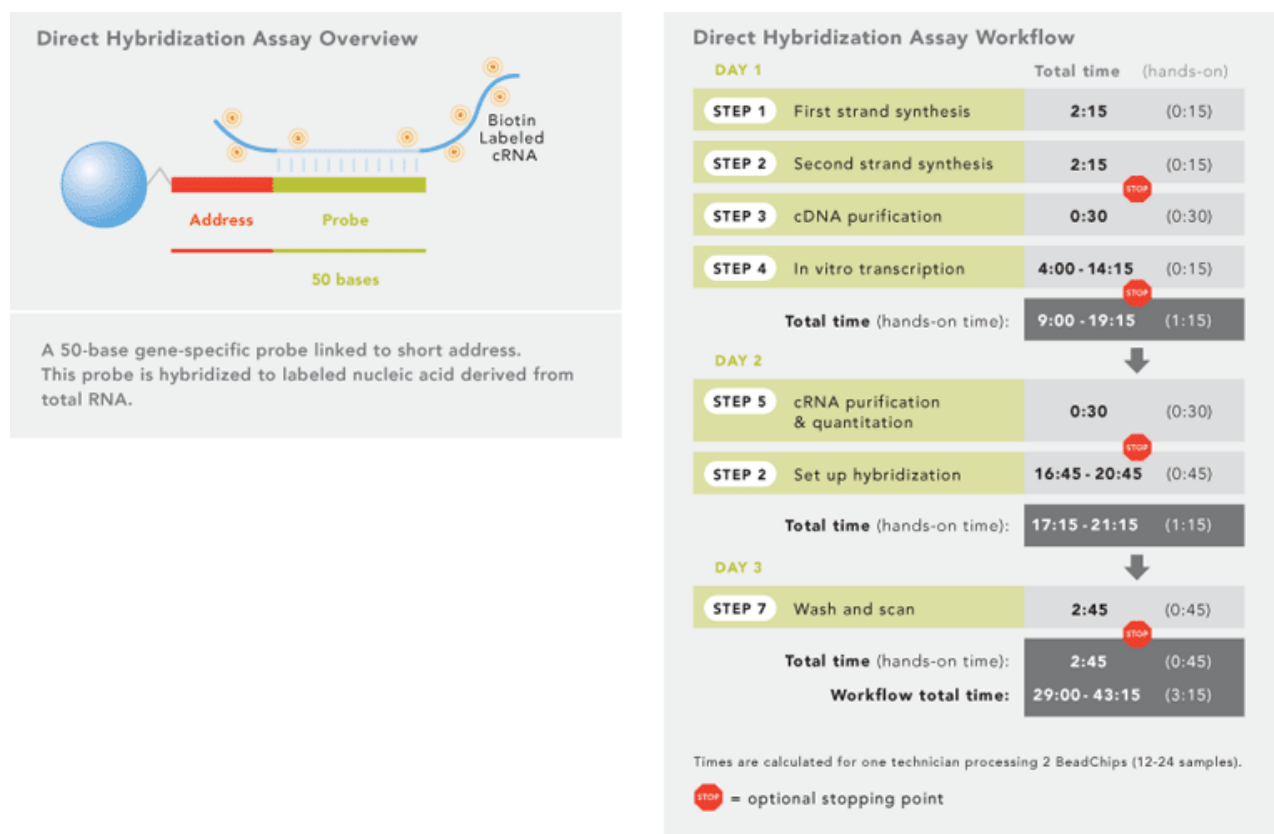 Direct Hybridization Assay Overview
Biotin
Labeled
cRNA
Address
Probe
50 bases
A 50-base gene-specific probe linked to short address.
This probe is hybridized to labeled nucleic acid derived from
total RNA.
Direct Hybridization Assay Workflow
DAY 1 Total time (hands-on)
STEP 1 First strand synthesis 2:15 (0:15)
STEP 2 Second strand synthesis 2:15 (0:15)
STOP
STEP 3 cDNA purification 0:30 (0:30)
STEP 4 In vitro transcription 4:00 - 14:15 (0:15)
STOP
Total time (hands-on time): 9:00 - 19:15 (1:15)
DAY 2
STEP 5 cRNA purification
& quantitation 0:30 (0:30)
STOP
STEP 2 Set up hybridization 16:45 - 20:45 (0:45)
Total time (hands-on time): 17:15 - 21:15 (1:15)
DAY 3
STEP 7 Wash and scan 2:45 (0:45)
STOP
Total time (hands-on time): 2:45 (0:45)
Workflow total time: 29:00 - 43:15 (3:15)
Times are calculated for one technician processing 2 BeadChips (12-24 samples).
STOP = optional stopping point